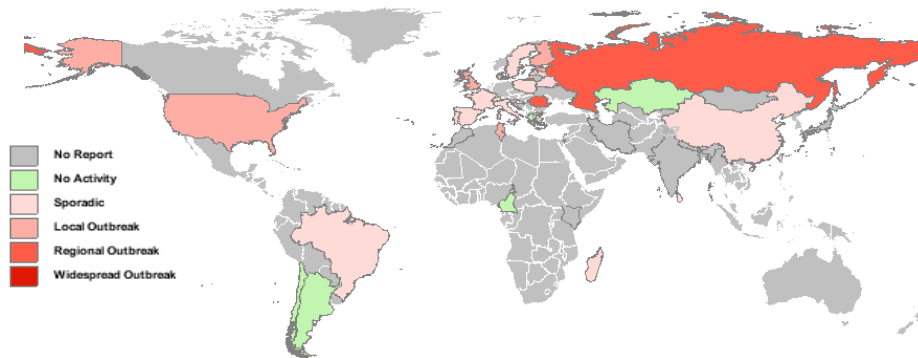 No Report
No Activity
Sporadic
Local Outbreak
Regional Outbreak
Widespread Outbreak